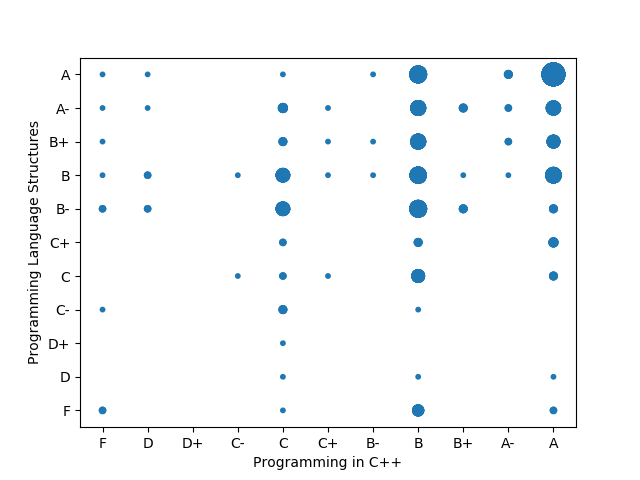 Programming Language Structures
A
A-
B+
B
B-
C+
C
C-
D+
D
F
F D D+ C- C C+ B- B B+ A- A
Programming in C++